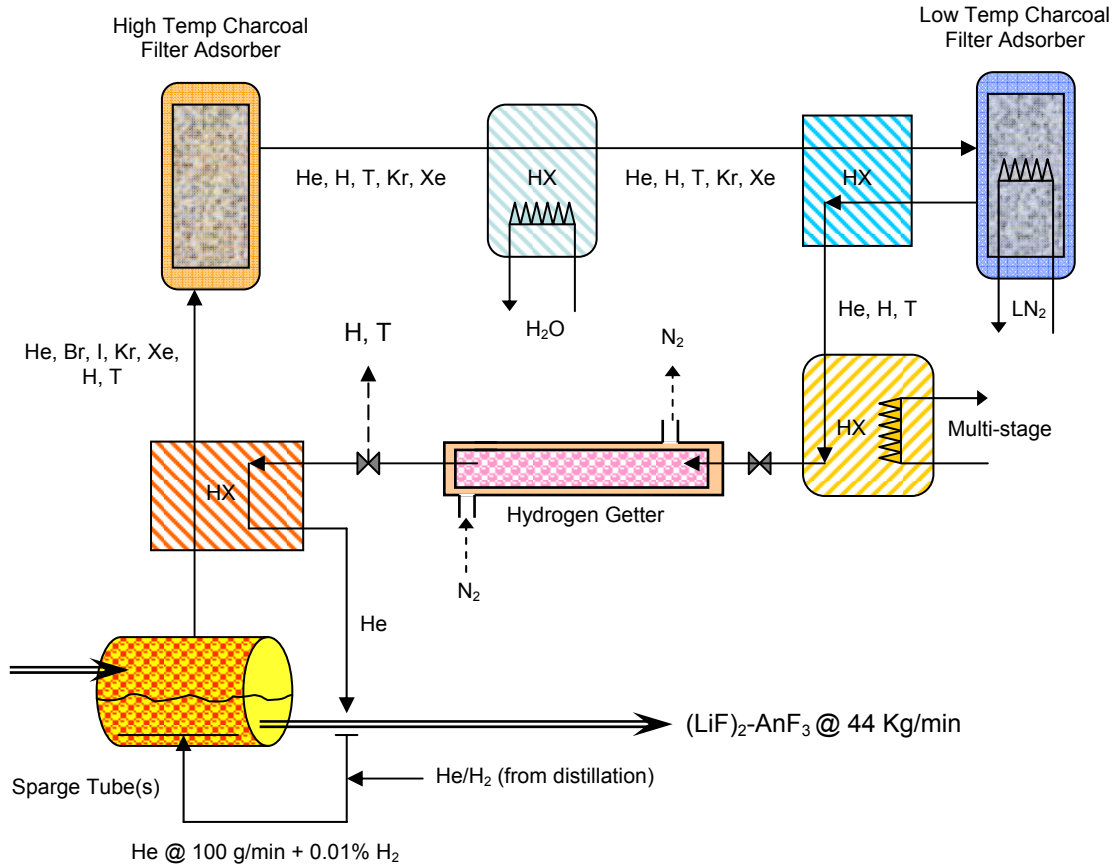 High Temp Charcoal
Filter Adsorber
Low Temp Charcoal
Filter Adsorber
He, H, T, Kr, Xe
HX
He, H, T, Kr, Xe
HX
H₂O
LN₂
He, H, T
He, Br, I, Kr, Xe,
H, T
H, T
N₂
HX
Multi-stage
HX
Hydrogen Getter
N₂
He
(LiF)₂-AnF₃ @ 44 Kg/min
Sparge Tube(s)
He/H₂ (from distillation)
He @ 100 g/min + 0.01% H₂